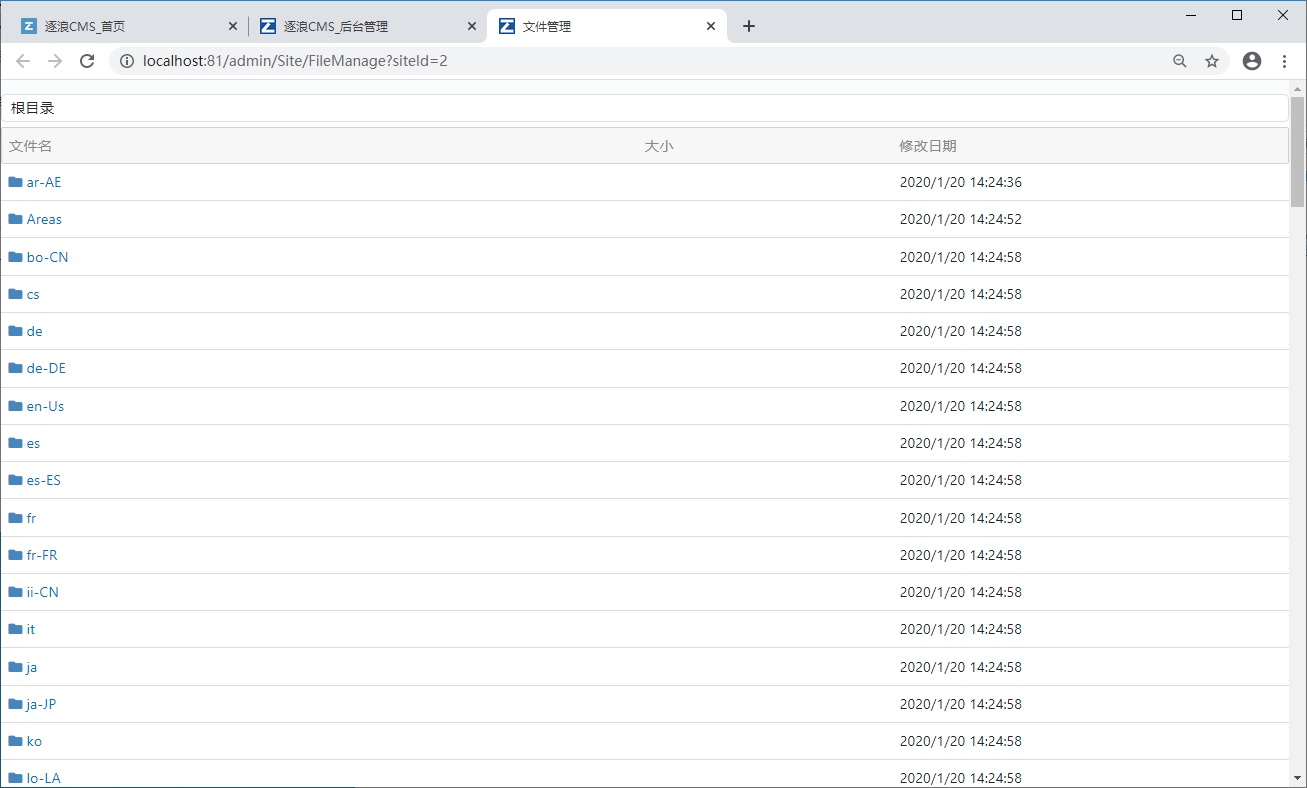 逐浪CMS_首页
逐浪CMS_后台管理
文件管理
localhost:81/admin/Site/FileManage?siteId=2
根目录
文件名 大小 修改日期
ar-AE 2020/1/20 14:24:36
Areas 2020/1/20 14:24:52
bo-CN 2020/1/20 14:24:58
cs 2020/1/20 14:24:58
de 2020/1/20 14:24:58
de-DE 2020/1/20 14:24:58
en-Us 2020/1/20 14:24:58
es 2020/1/20 14:24:58
es-ES 2020/1/20 14:24:58
fr 2020/1/20 14:24:58
fr-FR 2020/1/20 14:24:58
ii-CN 2020/1/20 14:24:58
it 2020/1/20 14:24:58
ja 2020/1/20 14:24:58
ja-JP 2020/1/20 14:24:58
ko 2020/1/20 14:24:58
lo-LA 2020/1/20 14:24:58